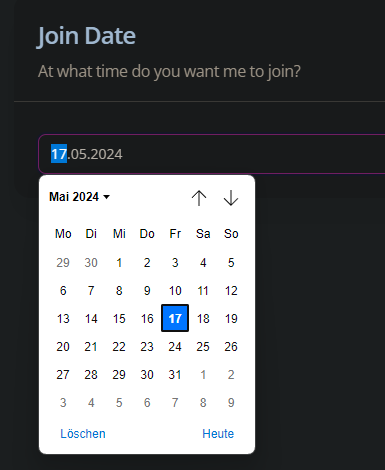 Join Date
At what time do you want me to join?
17.05.2024
Mai 2024
Mo Di Mi Do Fr Sa So
29 30 1 2 3 4 5
6 7 8 9 10 11 12
13 14 15 16 17 18 19
20 21 22 23 24 25 26
27 28 29 30 31 1 2
3 4 5 6 7 8 9
Löschen Heute